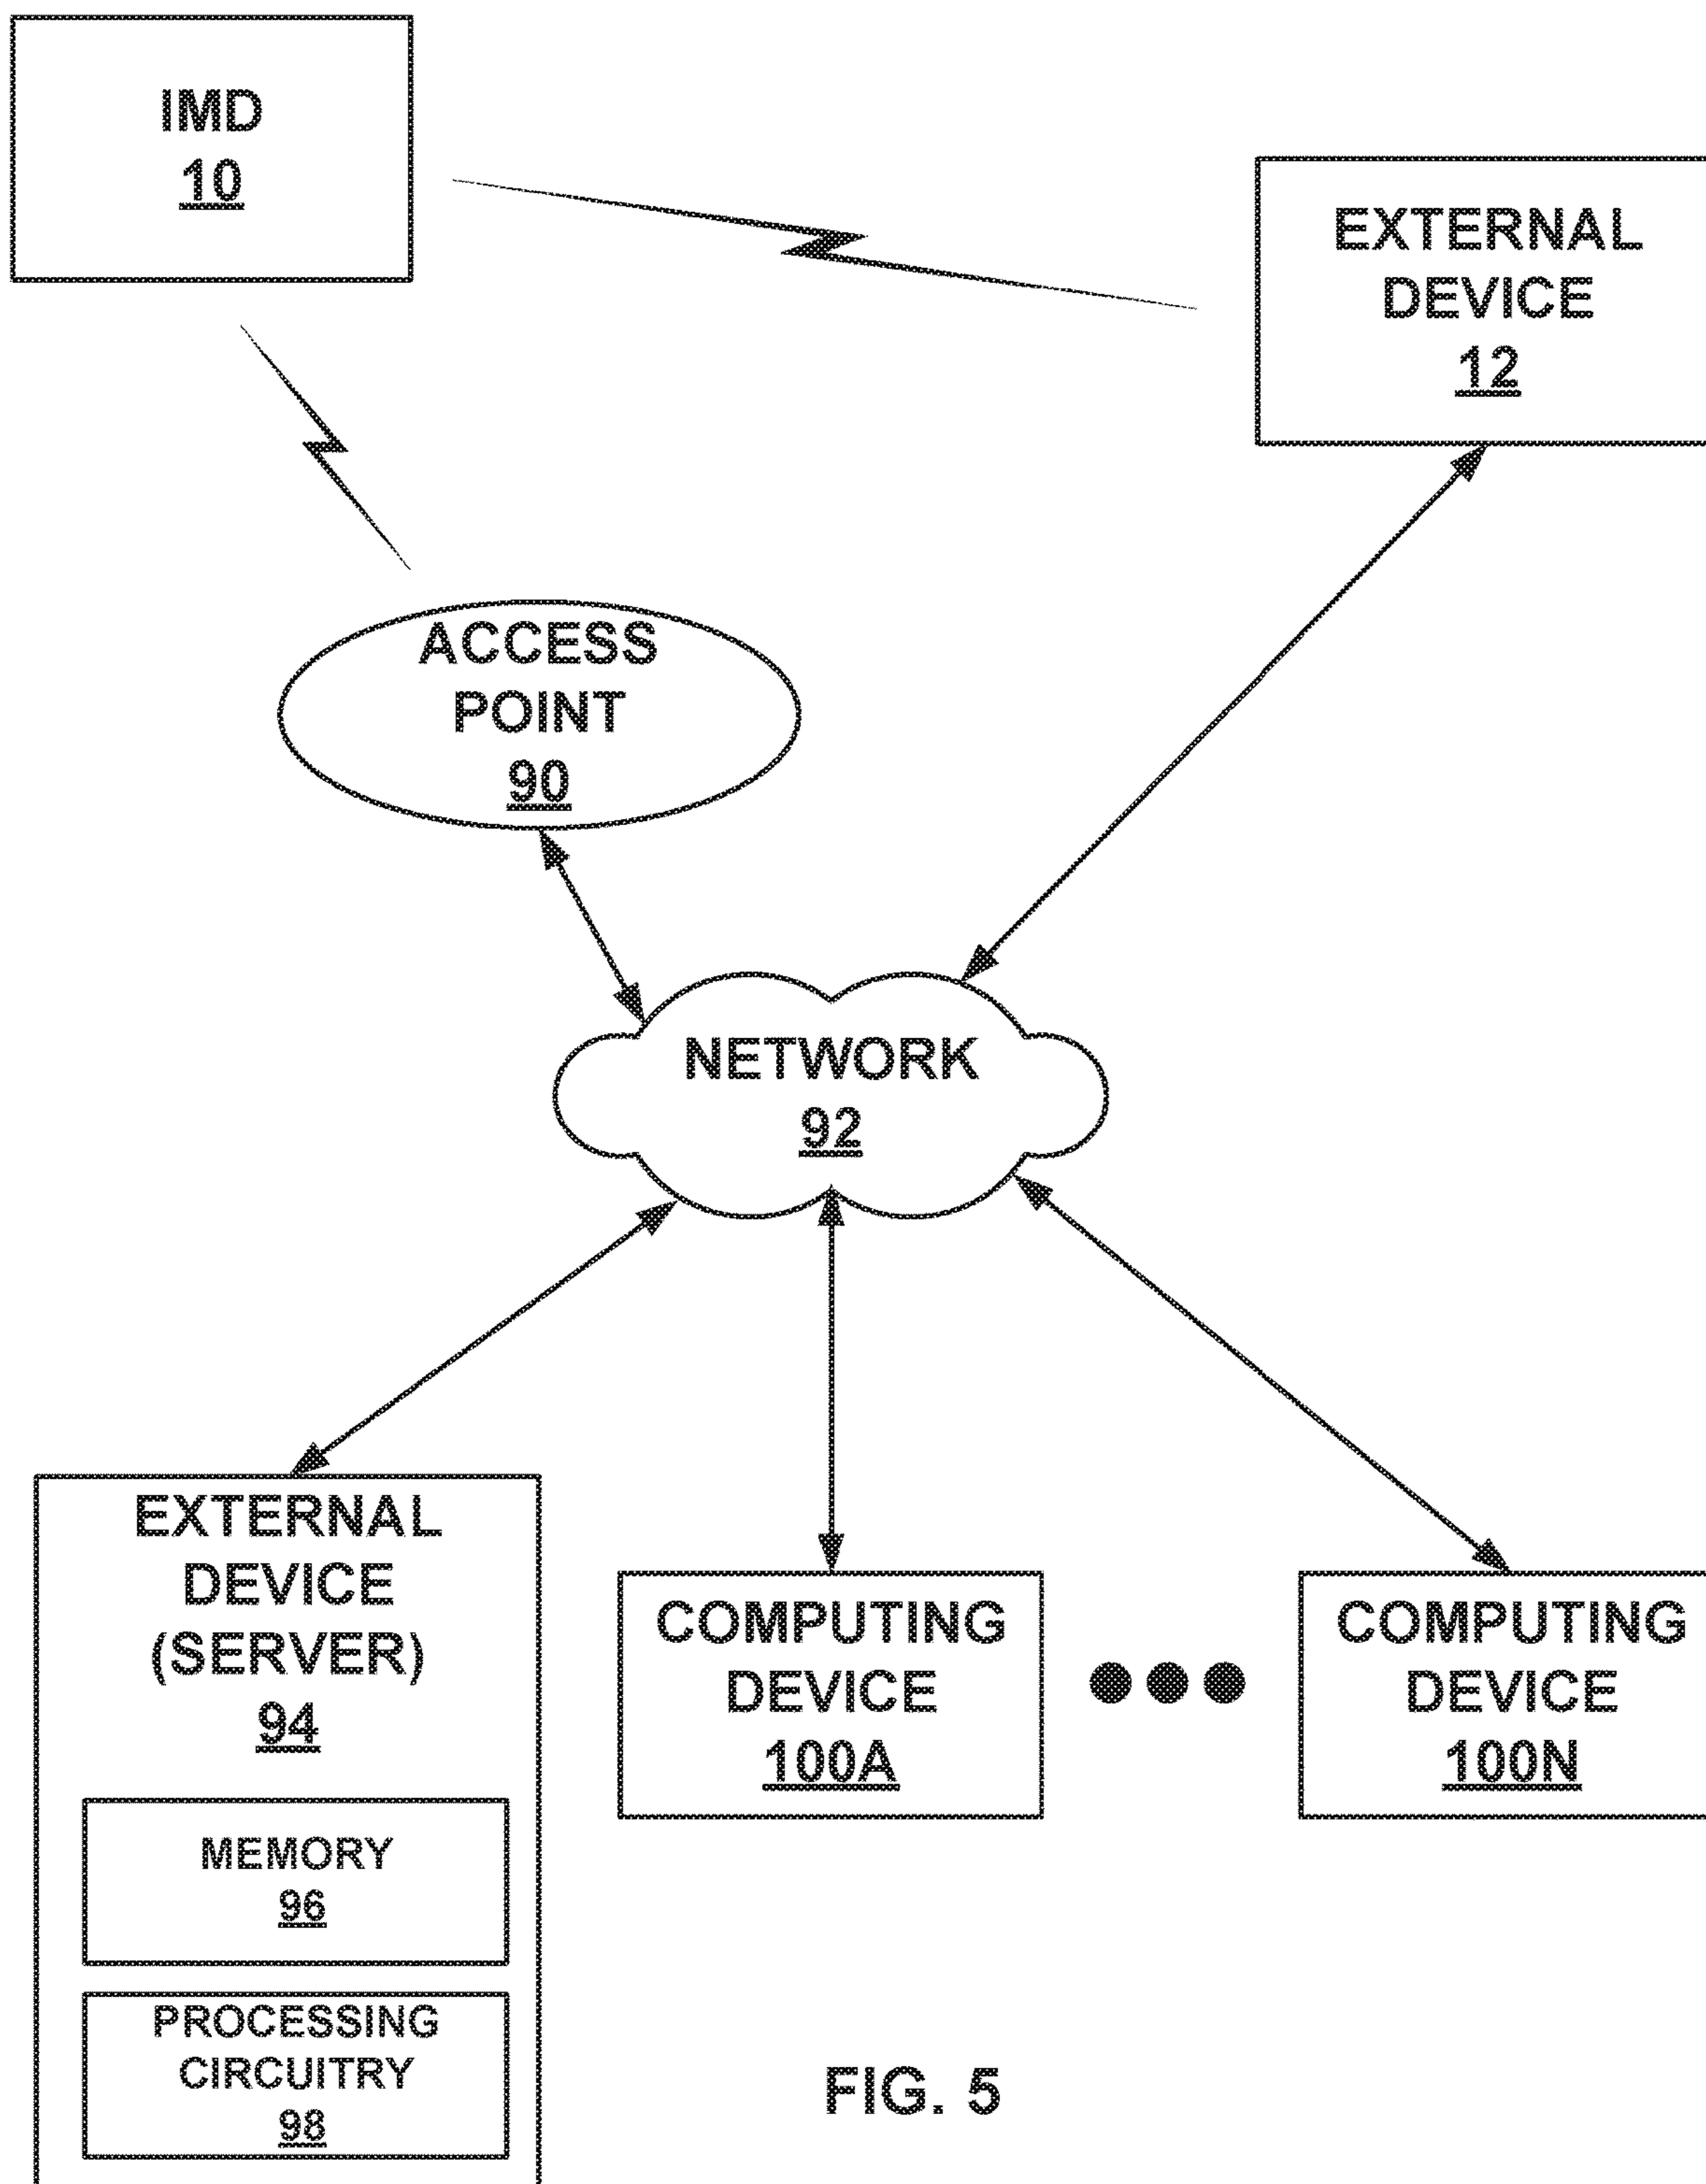 IMD
10
EXTERNAL
DEVICE
12
ACCESS
POINT
90
NETWORK
92
EXTERNAL
DEVICE
(SERVER)
94
MEMORY
96
PROCESSING
CIRCUITRY
98
COMPUTING
DEVICE
100A
COMPUTING
DEVICE
100N
FIG. 5